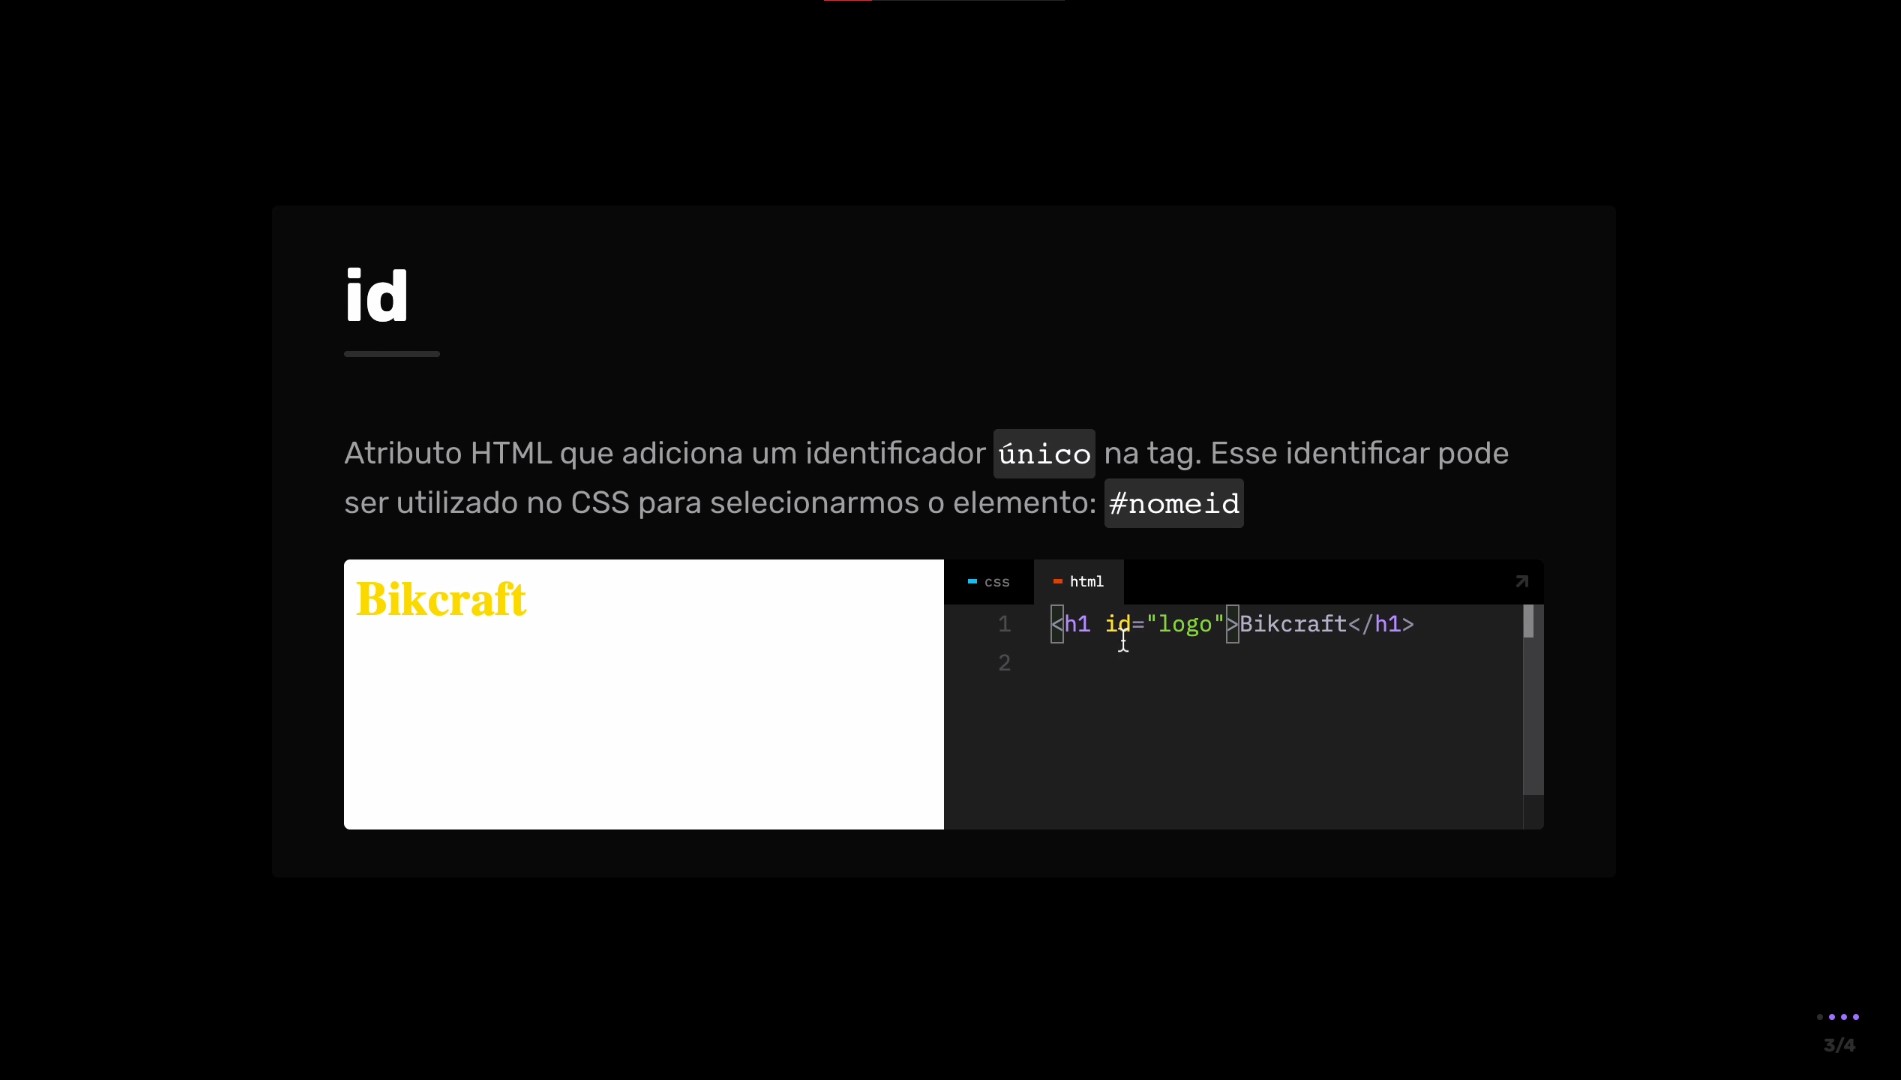 id
Atributo HTML que adiciona um identificador único na tag. Esse identificar pode
ser utilizado no CSS para selecionarmos o elemento: #nomeid
Bikcraft
css html
1 <h1 id="logo">Bikcraft</h1>
2
3/4